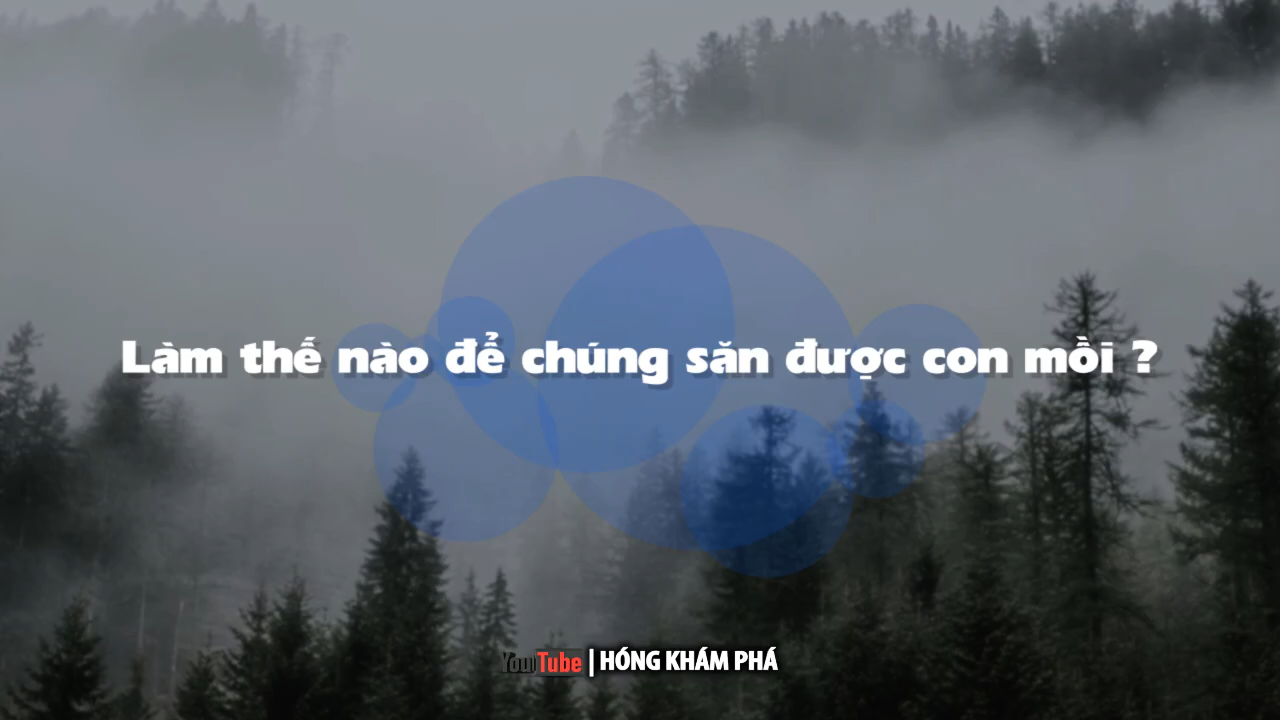 Làm thế nào để chúng săn được con mồi ?
YouTube | HÓNG KHÁM PHÁ